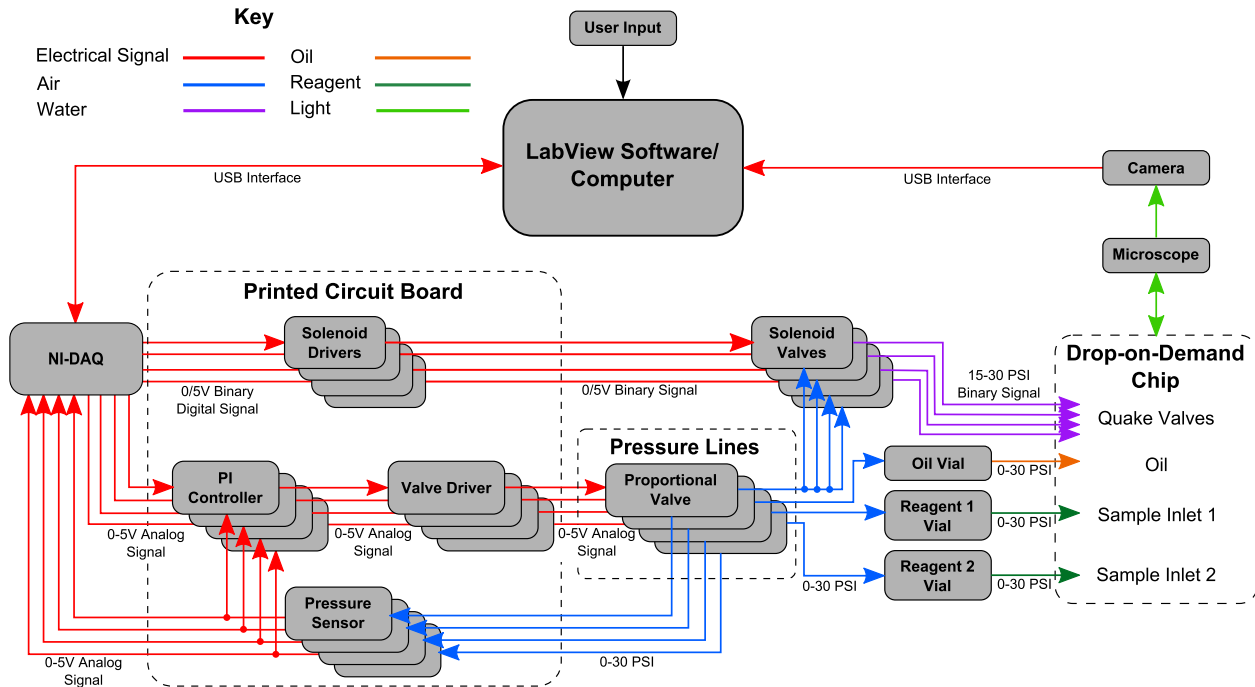 Key
Electrical Signal
Oil
Air
Reagent
Water
Light
User Input
LabView Software/
Computer
USB Interface
USB Interface
Camera
Microscope
Printed Circuit Board
NI-DAQ
Solenoid
Drivers
Solenoid
Valves
0/5V Binary
Digital Signal
0/5V Binary Signal
15-30 PSI
Binary Signal
Drop-on-Demand
Chip
Quake Valves
Oil
Sample Inlet 1
Sample Inlet 2
Pressure Lines
PI
Controller
Valve Driver
Proportional
Valve
Oil Vial
0-30 PSI
Reagent 1
Vial
0-30 PSI
Reagent 2
Vial
0-30 PSI
0-30 PSI
0-5V Analog
Signal
0-5V Analog
Signal
0-5V Analog
Signal
Pressure
Sensor
0-5V Analog
Signal
0-30 PSI